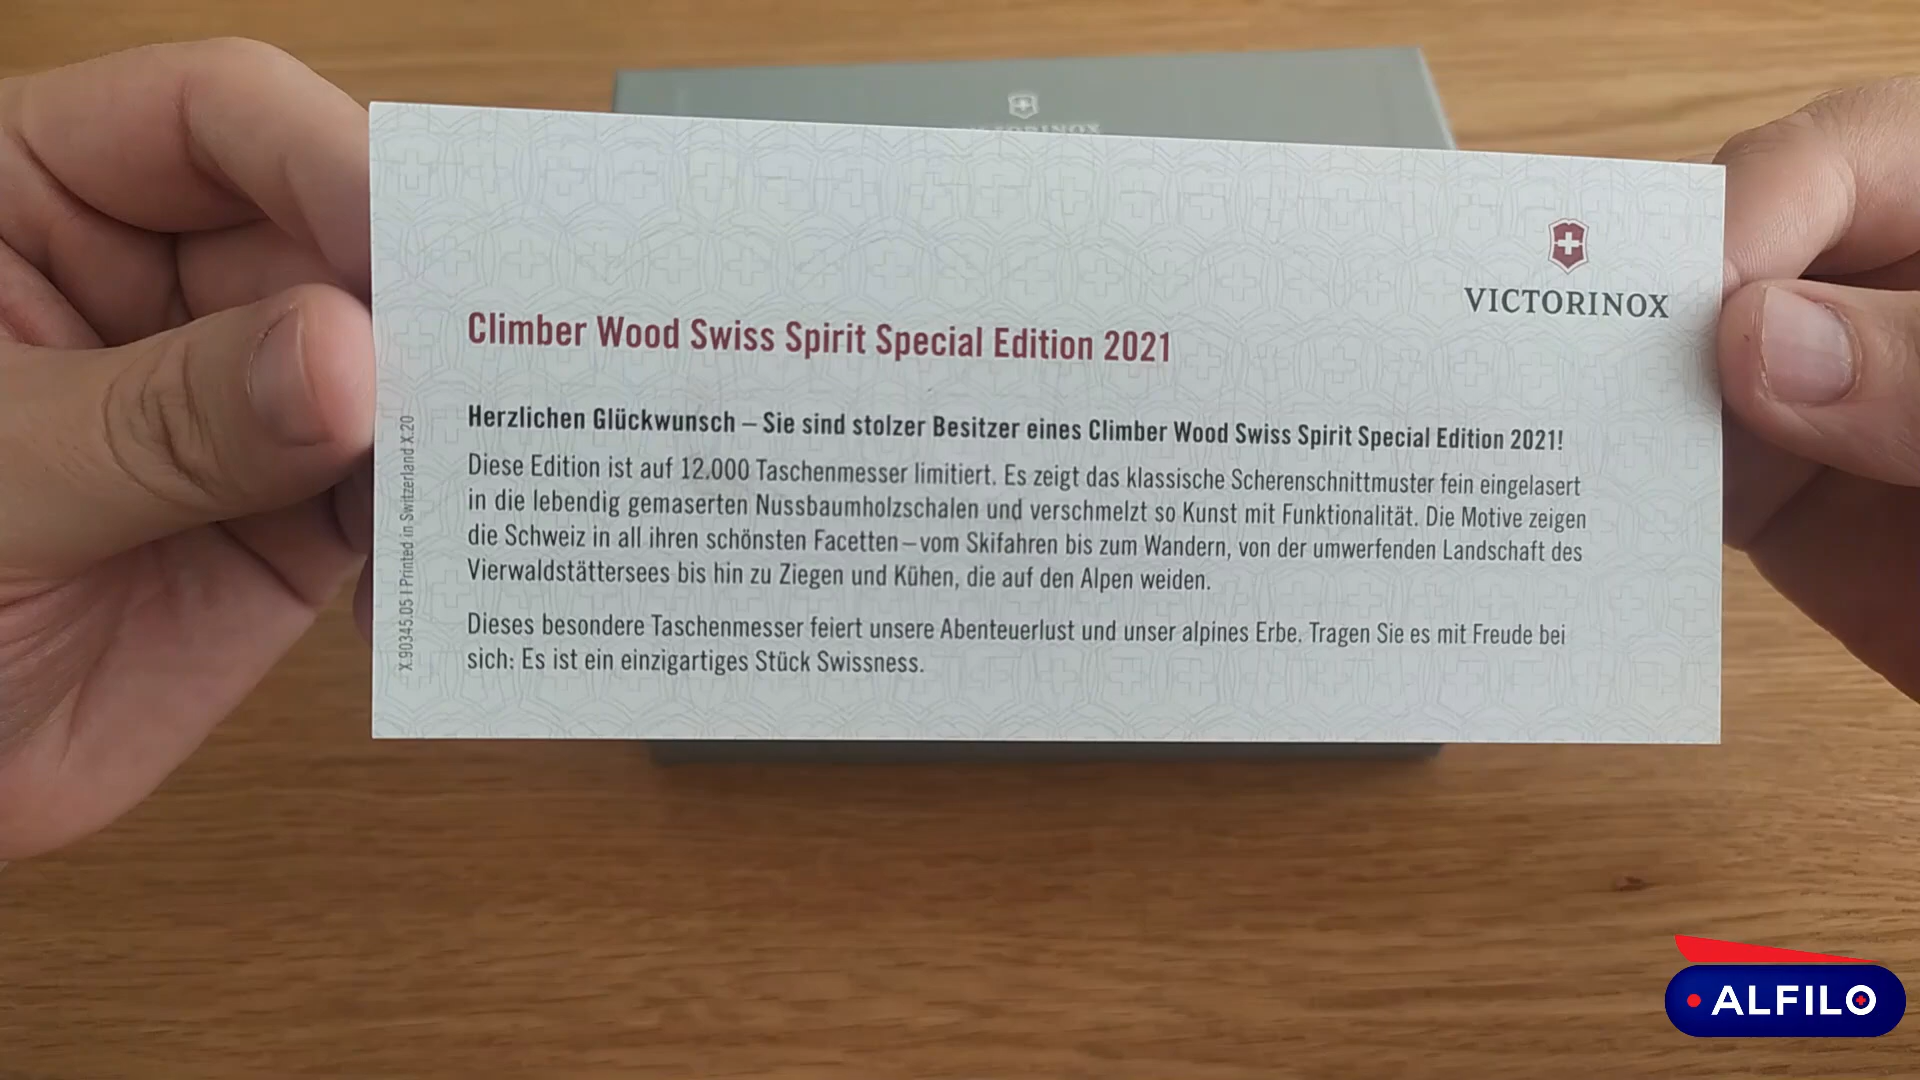 VICTORINOX
Climber Wood Swiss Spirit Special Edition 2021
Herzlichen Glückwunsch – Sie sind stolzer Besitzer eines Climber Wood Swiss Spirit Special Edition 2021!
Diese Edition ist auf 12.000 Taschenmesser limitiert. Es zeigt das klassische Scherenschnittmuster fein eingelasert
in die lebendig gemaserten Nussbaumholzschalen und verschmelzt so Kunst mit Funktionalität. Die Motive zeigen
die Schweiz in all ihren schönsten Facetten – vom Skifahren bis zum Wandern, von der umwerfenden Landschaft des
Vierwaldstättersees bis hin zu Ziegen und Kühen, die auf den Alpen weiden.
Dieses besondere Taschenmesser feiert unsere Abenteuerlust und unser alpines Erbe. Tragen Sie es mit Freude bei
sich: Es ist ein einzigartiges Stück Swissness.
X.90345.05 | Printed in Switzerland X.20
ALFILO